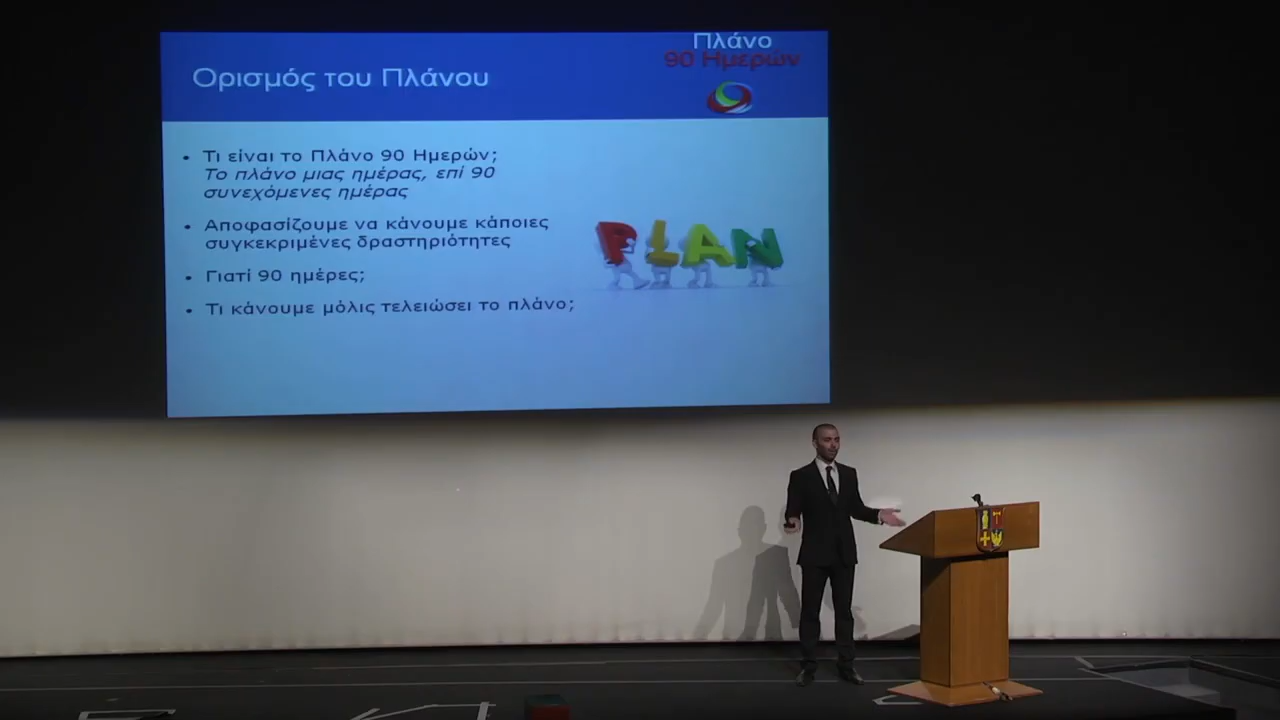 Πλάνο
90 Ημερών
Ορισμός του Πλάνου
• Τι είναι το Πλάνο 90 Ημερών;
Το πλάνο μιας ημέρας, επί 90
συνεχόμενες ημέρας
• Αποφασίζουμε να κάνουμε κάποιες
συγκεκριμένες δραστηριότητες
• Γιατί 90 ημέρες;
• Τι κάνουμε μόλις τελειώσει το πλάνο;
PLAN